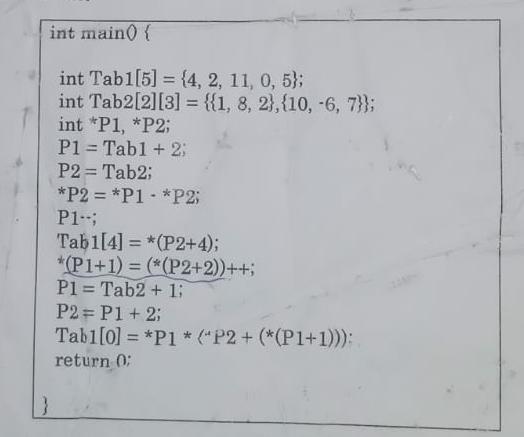 int main() {
int Tab1[5] = {4, 2, 11, 0, 5};
int Tab2[2][3] = {{1, 8, 2},{10, -6, 7}};
int *P1, *P2;
P1 = Tab1 + 2;
P2 = Tab2;
*P2 = *P1 - *P2;
P1--;
Tab1[4] = *(P2+4);
*(P1+1) = (*(P2+2))++;
P1 = Tab2 + 1;
P2 = P1 + 2;
Tab1[0] = *P1 * (*P2 + (*(P1+1)));
return 0;
}